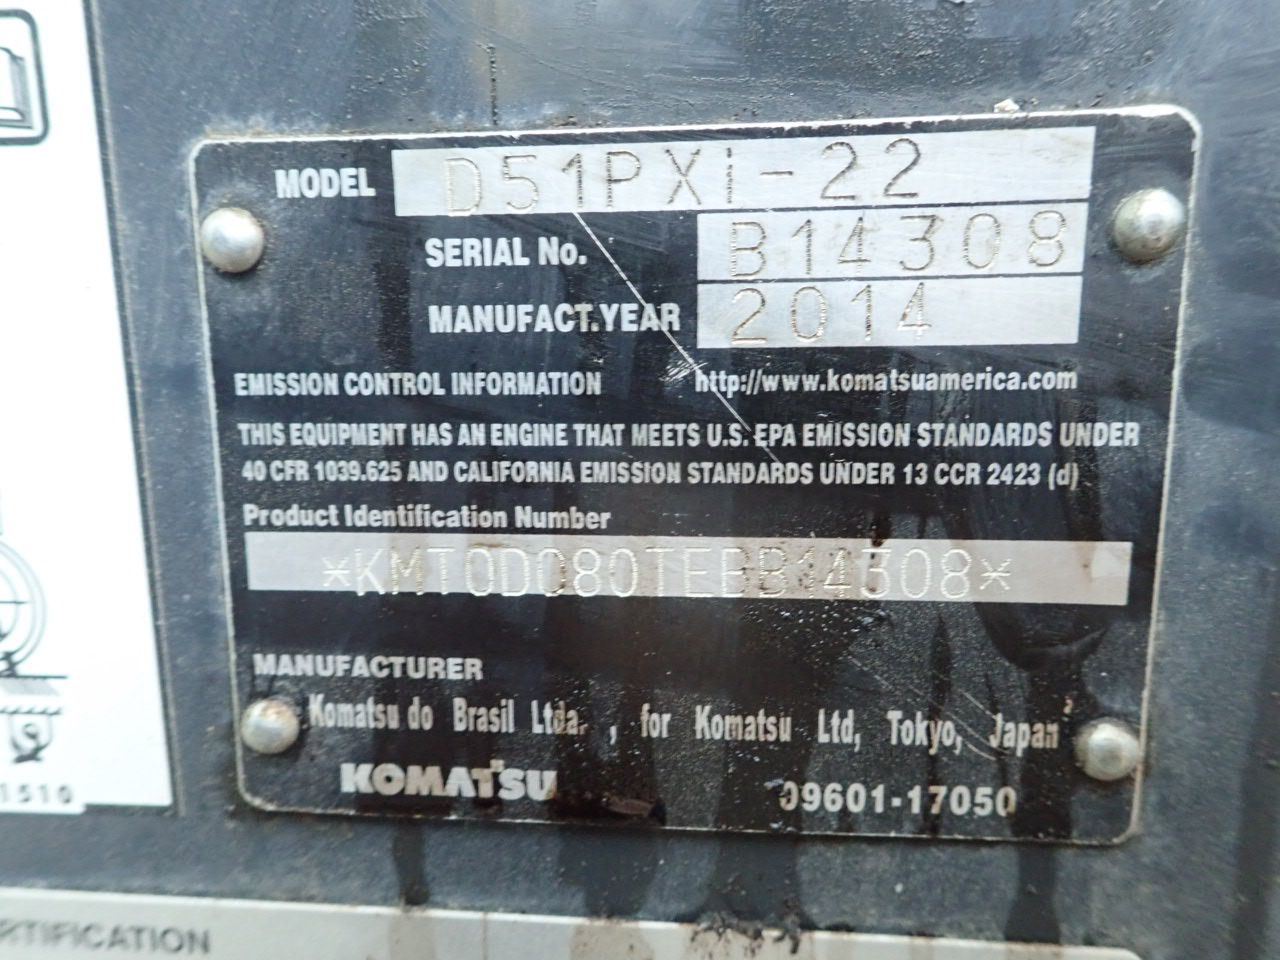 MODEL D51PXi-22
SERIAL No. B14308
MANUFACT.YEAR 2014
EMISSION CONTROL INFORMATION http://www.komatsuamerica.com
THIS EQUIPMENT HAS AN ENGINE THAT MEETS U.S. EPA EMISSION STANDARDS UNDER
40 CFR 1039.625 AND CALIFORNIA EMISSION STANDARDS UNDER 13 CCR 2423 (d)
Product Identification Number
*KMT0D080TEBB14308*
MANUFACTURER
Komatsu do Brasil Ltda. , for Komatsu Ltd, Tokyo, Japan
KOMATSU 09601-17050
1510
RTIFICATION